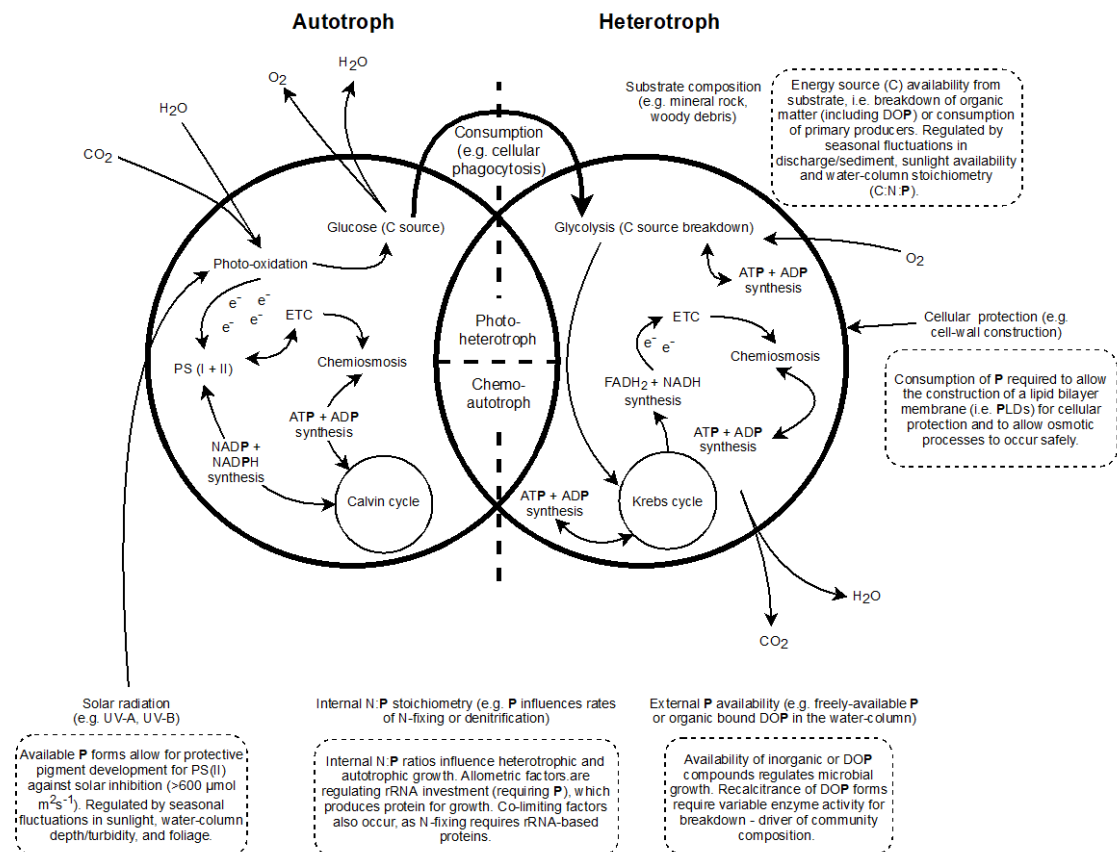 Autotroph
Heterotroph
H2O
O2
H2O
CO2
Consumption
(e.g. cellular
phagocytosis)
Substrate composition
(e.g. mineral rock,
woody debris)
Energy source (C) availability from
substrate, i.e. breakdown of organic
matter (including DOP) or consumption
of primary producers. Regulated by
seasonal fluctuations in
discharge/sediment, sunlight availability
and water-column stoichiometry
(C:N:P).
Glucose (C source)
Photo-oxidation
e-
e-
e-
e-
ETC
PS (I + II)
Chemiosmosis
ATP + ADP
synthesis
NADP +
NADPH
synthesis
Calvin cycle
Photo-
heterotroph
Chemo-
autotroph
Glycolysis (C source breakdown)
O2
ATP + ADP
synthesis
ETC
e-
e-
Chemiosmosis
FADH2 + NADH
synthesis
ATP + ADP
synthesis
ATP + ADP
synthesis
Krebs cycle
Cellular protection (e.g.
cell-wall construction)
Consumption of P required to allow
the construction of a lipid bilayer
membrane (i.e. PLDs) for cellular
protection and to allow osmotic
processes to occur safely.
H2O
CO2
Solar radiation
(e.g. UV-A, UV-B)
Available P forms allow for protective
pigment development for PS(II)
against solar inhibition (>600 µmol
m2s-1). Regulated by seasonal
fluctuations in sunlight, water-column
depth/turbidity, and foliage.
Internal N:P stoichiometry (e.g. P influences rates
of N-fixing or denitrification)
Internal N:P ratios influence heterotrophic and
autotrophic growth. Allometric factors are
regulating rRNA investment (requiring P), which
produces protein for growth. Co-limiting factors
also occur, as N-fixing requires rRNA-based
proteins.
External P availability (e.g. freely-available P
or organic bound DOP in the water-column)
Availability of inorganic or DOP
compounds regulates microbial
growth. Recalcitrance of DOP forms
require variable enzyme activity for
breakdown - driver of community
composition.